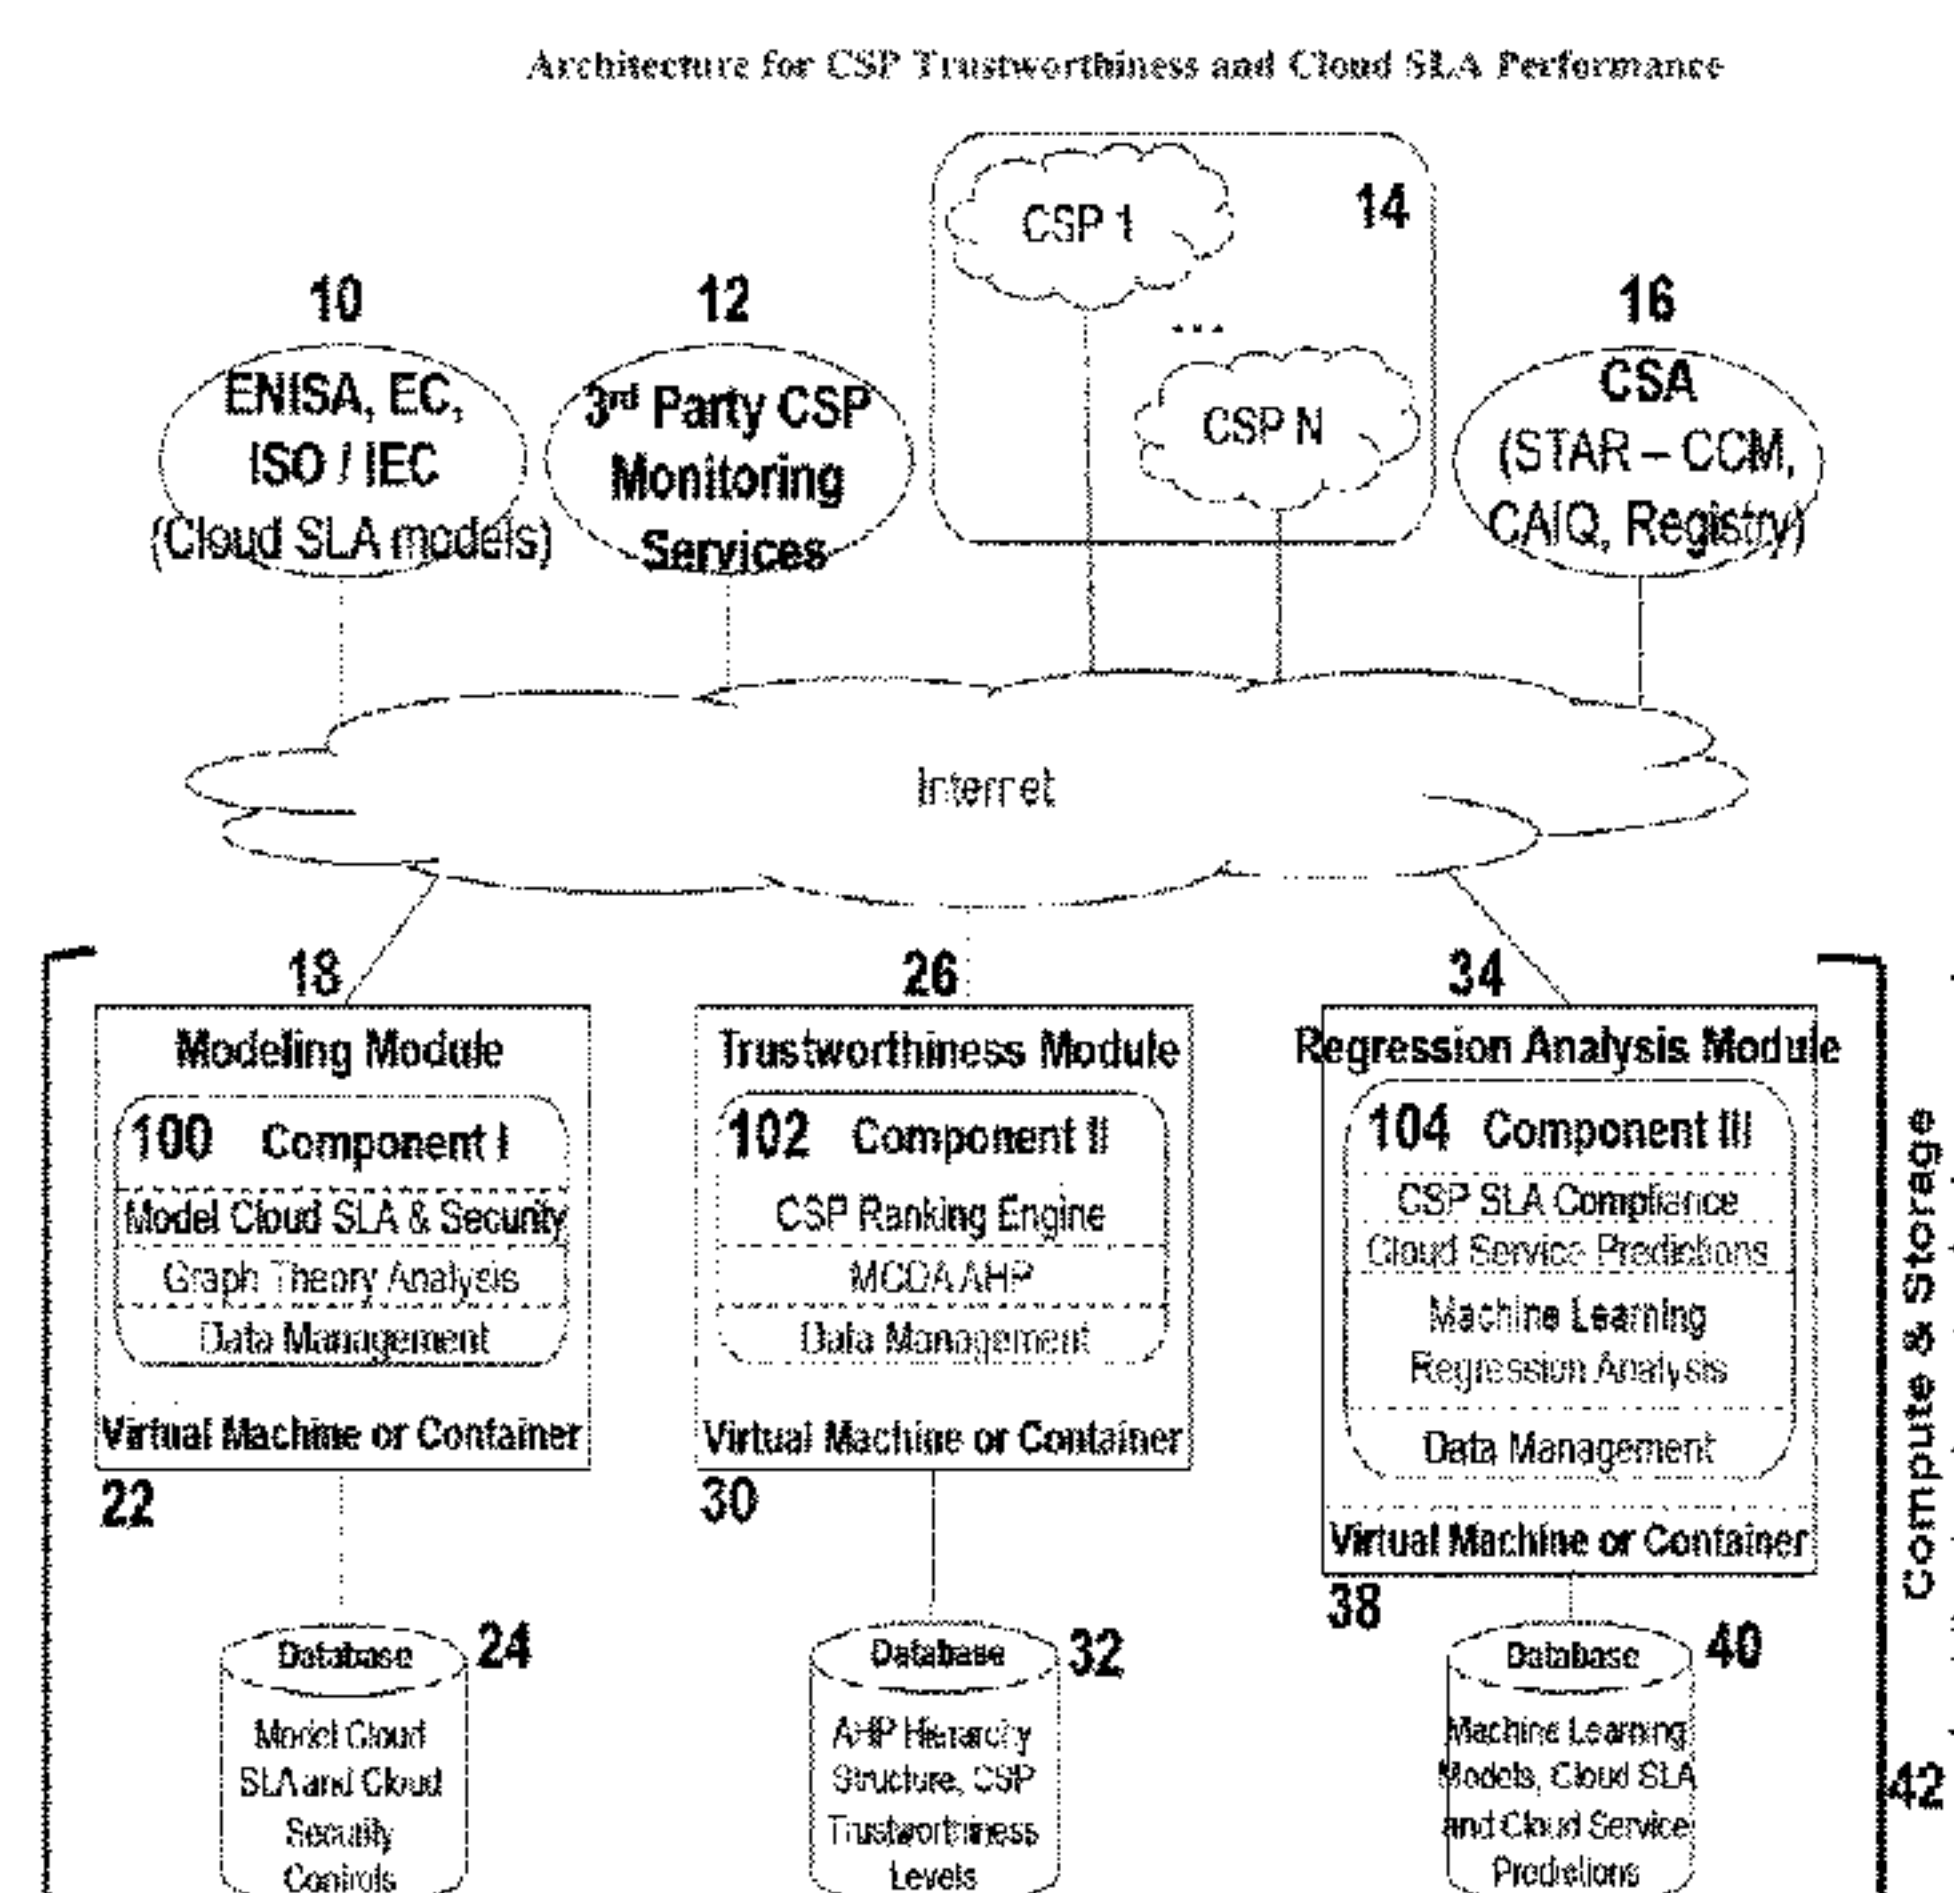 Architecture for CSP Trustworthiness and Cloud SLA Performance
14
CSP 1
...
CSP N
10
ENISA, EC,
ISO / IEC
(Cloud SLA models)
12
3rd Party CSP
Monitoring
Services
16
CSA
(STAR – CCM,
CAIQ, Registry)
Internet
18
Modeling Module
100 Component I
Model Cloud SLA & Security
Graph Theory Analysis
Data Management
Virtual Machine or Container
22
26
Trustworthiness Module
102 Component II
CSP Ranking Engine
MCDA AHP
Data Management
Virtual Machine or Container
30
34
Regression Analysis Module
104 Component III
CSP SLA Compliance
Cloud Service Predictions
Machine Learning
Regression Analysis
Data Management
Virtual Machine or Container
38
Database
24
Model Cloud
SLA and Cloud
Security
Controls
Database
32
AHP Hierarchy
Structure, CSP
Trustworthiness
Levels
Database
40
Machine Learning
Models, Cloud SLA
and Cloud Service
Predictions
Compute & Storage
42